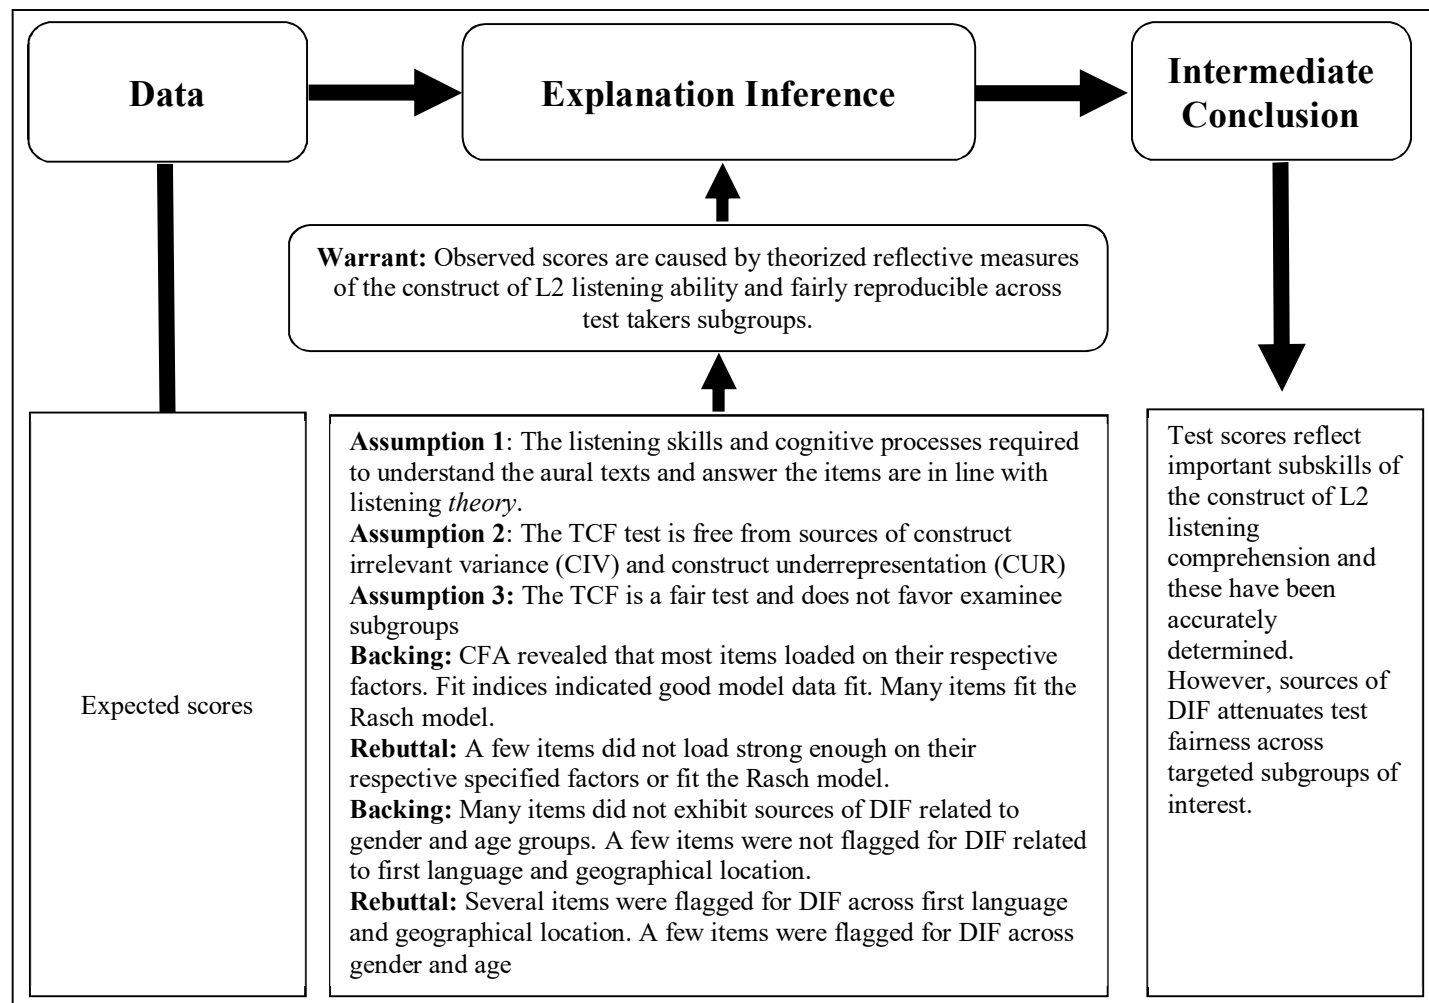 Data
Explanation Inference
Intermediate
Conclusion
Warrant: Observed scores are caused by theorized reflective measures
of the construct of L2 listening ability and fairly reproducible across
test takers subgroups.
Expected scores
Assumption 1: The listening skills and cognitive processes required
to understand the aural texts and answer the items are in line with
listening theory.
Assumption 2: The TCF test is free from sources of construct
irrelevant variance (CIV) and construct underrepresentation (CUR)
Assumption 3: The TCF is a fair test and does not favor examinee
subgroups
Backing: CFA revealed that most items loaded on their respective
factors. Fit indices indicated good model data fit. Many items fit the
Rasch model.
Rebuttal: A few items did not load strong enough on their
respective specified factors or fit the Rasch model.
Backing: Many items did not exhibit sources of DIF related to
gender and age groups. A few items were not flagged for DIF related
to first language and geographical location.
Rebuttal: Several items were flagged for DIF across first language
and geographical location. A few items were flagged for DIF across
gender and age
Test scores reflect
important subskills of
the construct of L2
listening
comprehension and
these have been
accurately
determined.
However, sources of
DIF attenuates test
fairness across
targeted subgroups of
interest.